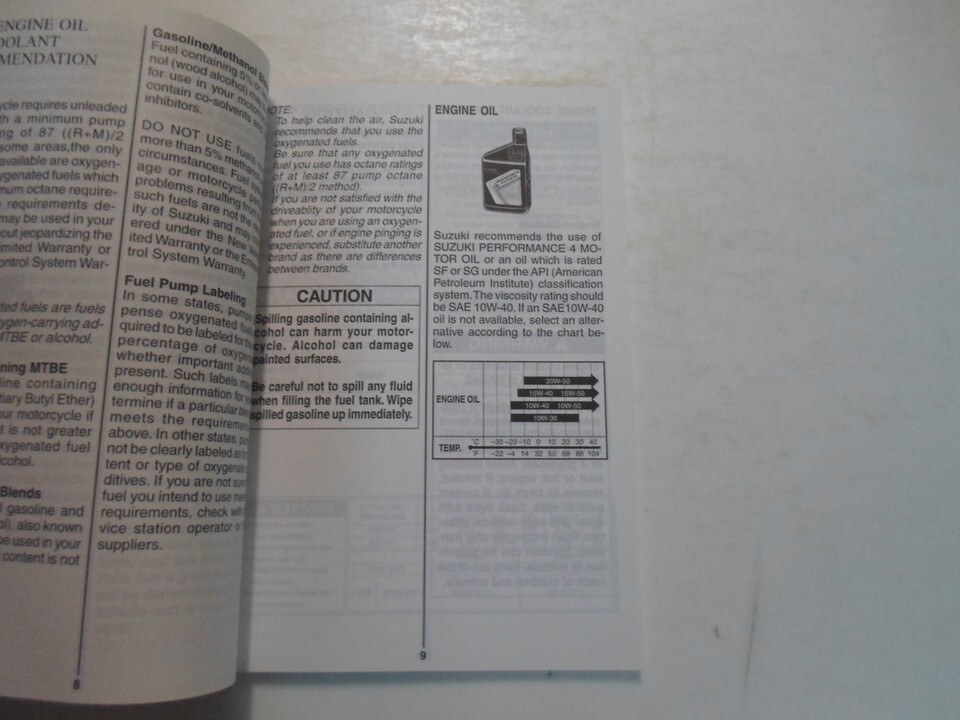 ENGINE OIL
OOLANT
MENDATION
ycle requires unleaded
h a minimum pump
ng of 87 ((R+M)/2
some areas,the only
available are oxygen-
ygenated fuels which
mum octane require-
requirements de-
may be used in your
out jeopardizing the
imited Warranty or
ontrol System War-
ted fuels are fuels
ygen-carrying ad-
MTBE or alcohol.
ning MTBE
line containing
tiary Butyl Ether)
ur motorcycle if
t is not greater
xygenated fuel
lcohol.
Blends
gasoline and
ol), also known
be used in your
content is not
Gasoline/Methanol
Fuel containing 5% or
nol (wood alcohol) may
for use in your motor
contain co-solvents
inhibitors.
DO NOT USE fuels
more than 5% methanol
circumstances. Fuel
age or motorcycle
problems resulting from
such fuels are not the
ity of Suzuki and may
ered under the New
ited Warranty or the
trol System Warranty.
Fuel Pump Labeling
In some states, pump
pense oxygenated fuels
quired to be labeled for the
percentage of oxygen
whether important
present. Such labels
enough information for
termine if a particular
meets the requirement
above. In other states,
not be clearly labeled as to
tent or type of oxygena
ditives. If you are not sure
fuel you intend to use
requirements, check with
vice station operator or
suppliers.
8
NOTE:
To help clean the air, Suzuki
recommends that you use the
oxygenated fuels.
Be sure that any oxygenated
fuel you use has octane ratings
of at least 87 pump octane
((R+M)/2 method).
If you are not satisfied with the
driveablity of your motorcycle
when you are using an oxygen-
ated fuel, or if engine pinging is
experienced, substitute another
brand as there are differences
between brands.
CAUTION
Spilling gasoline containing al-
cohol can harm your motor-
cycle. Alcohol can damage
painted surfaces.
Be careful not to spill any fluid
when filling the fuel tank. Wipe
spilled gasoline up immediately.
ENGINE OIL
Suzuki recommends the use of
SUZUKI PERFORMANCE 4 MO-
TOR OIL or an oil which is rated
SF or SG under the API (American
Petroleum Institute) classification
system. The viscosity rating should
be SAE 10W-40. If an SAE10W-40
oil is not available, select an alter-
native according to the chart be-
low.
ENGINE OIL
20W-50
15W-40 15W-50
10W-40 10W-50
10W-30
TEMP.
°C -30 -20 -10 0 10 20 30 40
°F -22 -4 14 32 50 68 86 104
9